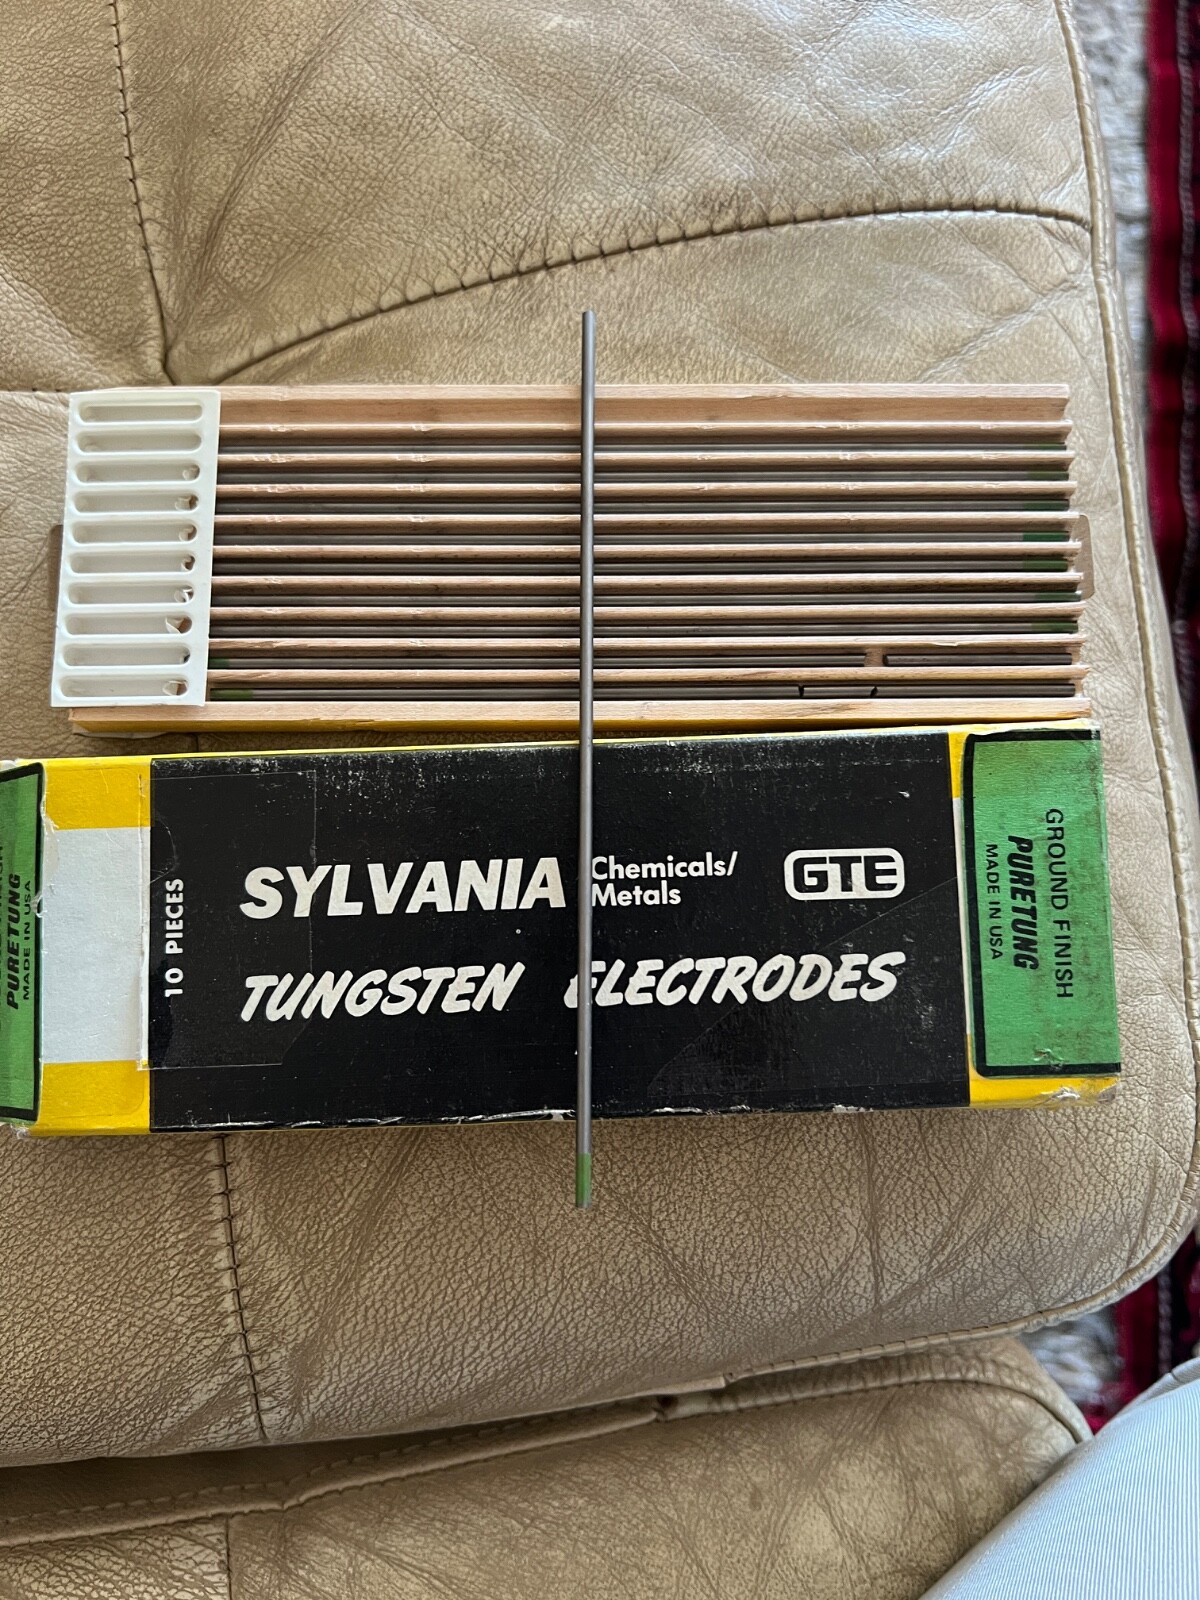 10 PIECES
SYLVANIA Chemicals/
Metals
GTE
TUNGSTEN ELECTRODES
GROUND FINISH
PURETUNG
MADE IN USA
PURETUNG
MADE IN USA